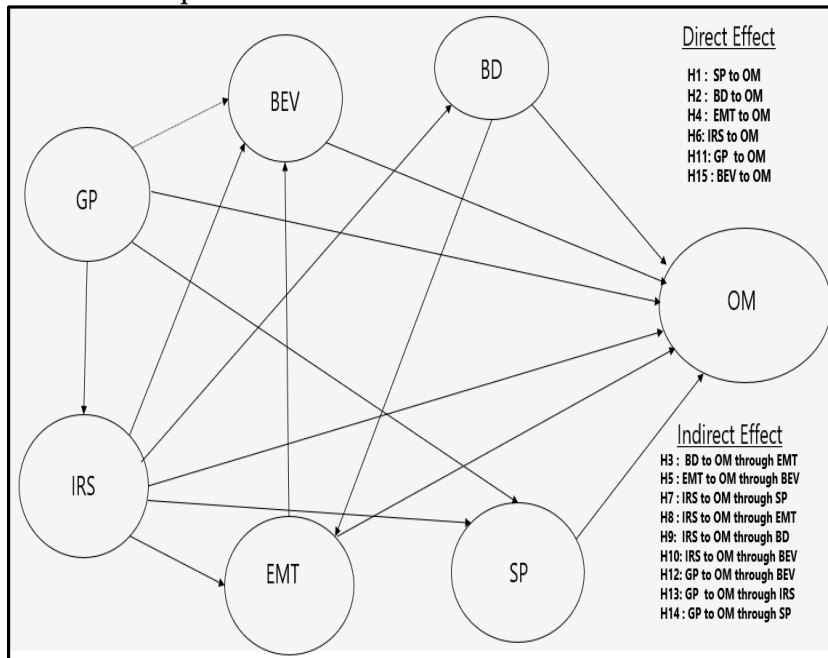 BEV
BD
GP
OM
IRS
EMT
SP
Direct Effect
H1 : SP to OM
H2 : BD to OM
H4 : EMT to OM
H6: IRS to OM
H11: GP to OM
H15 : BEV to OM
Indirect Effect
H3 : BD to OM through EMT
H5 : EMT to OM through BEV
H7 : IRS to OM through SP
H8 : IRS to OM through EMT
H9: IRS to OM through BD
H10: IRS to OM through BEV
H12: GP to OM through BEV
H13: GP to OM through IRS
H14 : GP to OM through SP